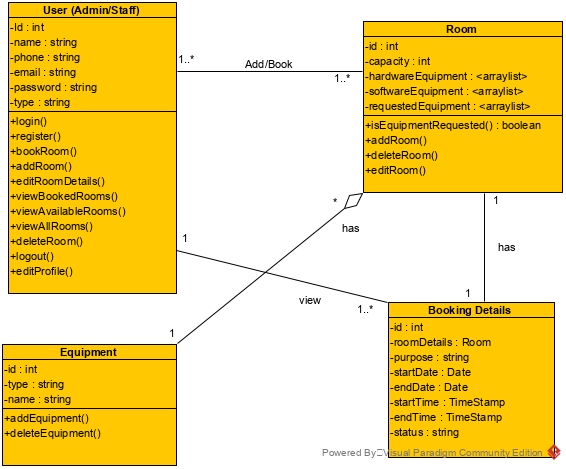 User (Admin/Staff)
-Id : int
-name : string
-phone : string
-email : string
-password : string
-type : string
+login()
+register()
+bookRoom()
+addRoom()
+editRoomDetails()
+viewBookedRooms()
+viewAvailableRooms()
+viewAllRooms()
+deleteRoom()
+logout()
+editProfile()
1..*
Add/Book
1..*
Room
-id : int
-capacity : int
-hardwareEquipment : <arraylist>
-softwareEquipment : <arraylist>
-requestedEquipment : <arraylist>
+isEquipmentRequested() : boolean
+addRoom()
+deleteRoom()
+editRoom()
*
has
1
1
has
1
1
view
1..*
Equipment
-id : int
-type : string
-name : string
+addEquipment()
+deleteEquipment()
Booking Details
-id : int
-roomDetails : Room
-purpose : string
-startDate : Date
-endDate : Date
-startTime : TimeStamp
-endTime : TimeStamp
-status : string
Powered By Visual Paradigm Community Edition